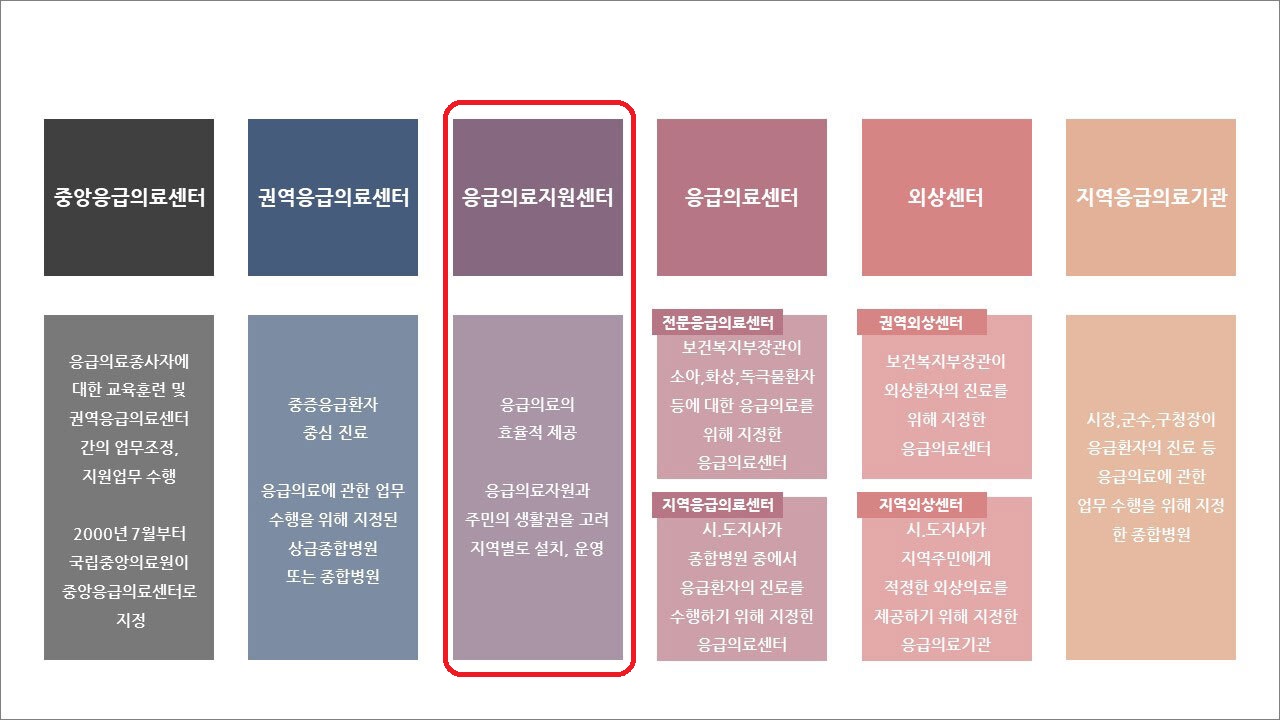 중앙응급의료센터
응급의료종사자에
대한 교육훈련 및
권역응급의료센터
간의 업무조정,
지원업무 수행
2000년 7월부터
국립중앙의료원이
중앙응급의료센터로
지정
권역응급의료센터
중증응급환자
중심 진료
응급의료에 관한 업무
수행을 위해 지정된
상급종합병원
또는 종합병원
응급의료지원센터
응급의료의
효율적 제공
응급의료자원과
주민의 생활권을 고려
지역별로 설치, 운영
응급의료센터
전문응급의료센터
보건복지부장관이
소아,화상,독극물환자
등에 대한 응급의료를
위해 지정한
응급의료센터
지역응급의료센터
시,도지사가
종합병원 중에서
응급환자의 진료를
수행하기 위해 지정한
응급의료센터
외상센터
권역외상센터
보건복지부장관이
외상환자의 진료를
위해 지정한
응급의료센터
지역외상센터
시,도지사가
지역주민에게
적정한 외상의료를
제공하기 위해 지정한
응급의료기관
지역응급의료기관
시장,군수,구청장이
응급환자의 진료 등
응급의료에 관한
업무 수행을 위해 지정
한 종합병원